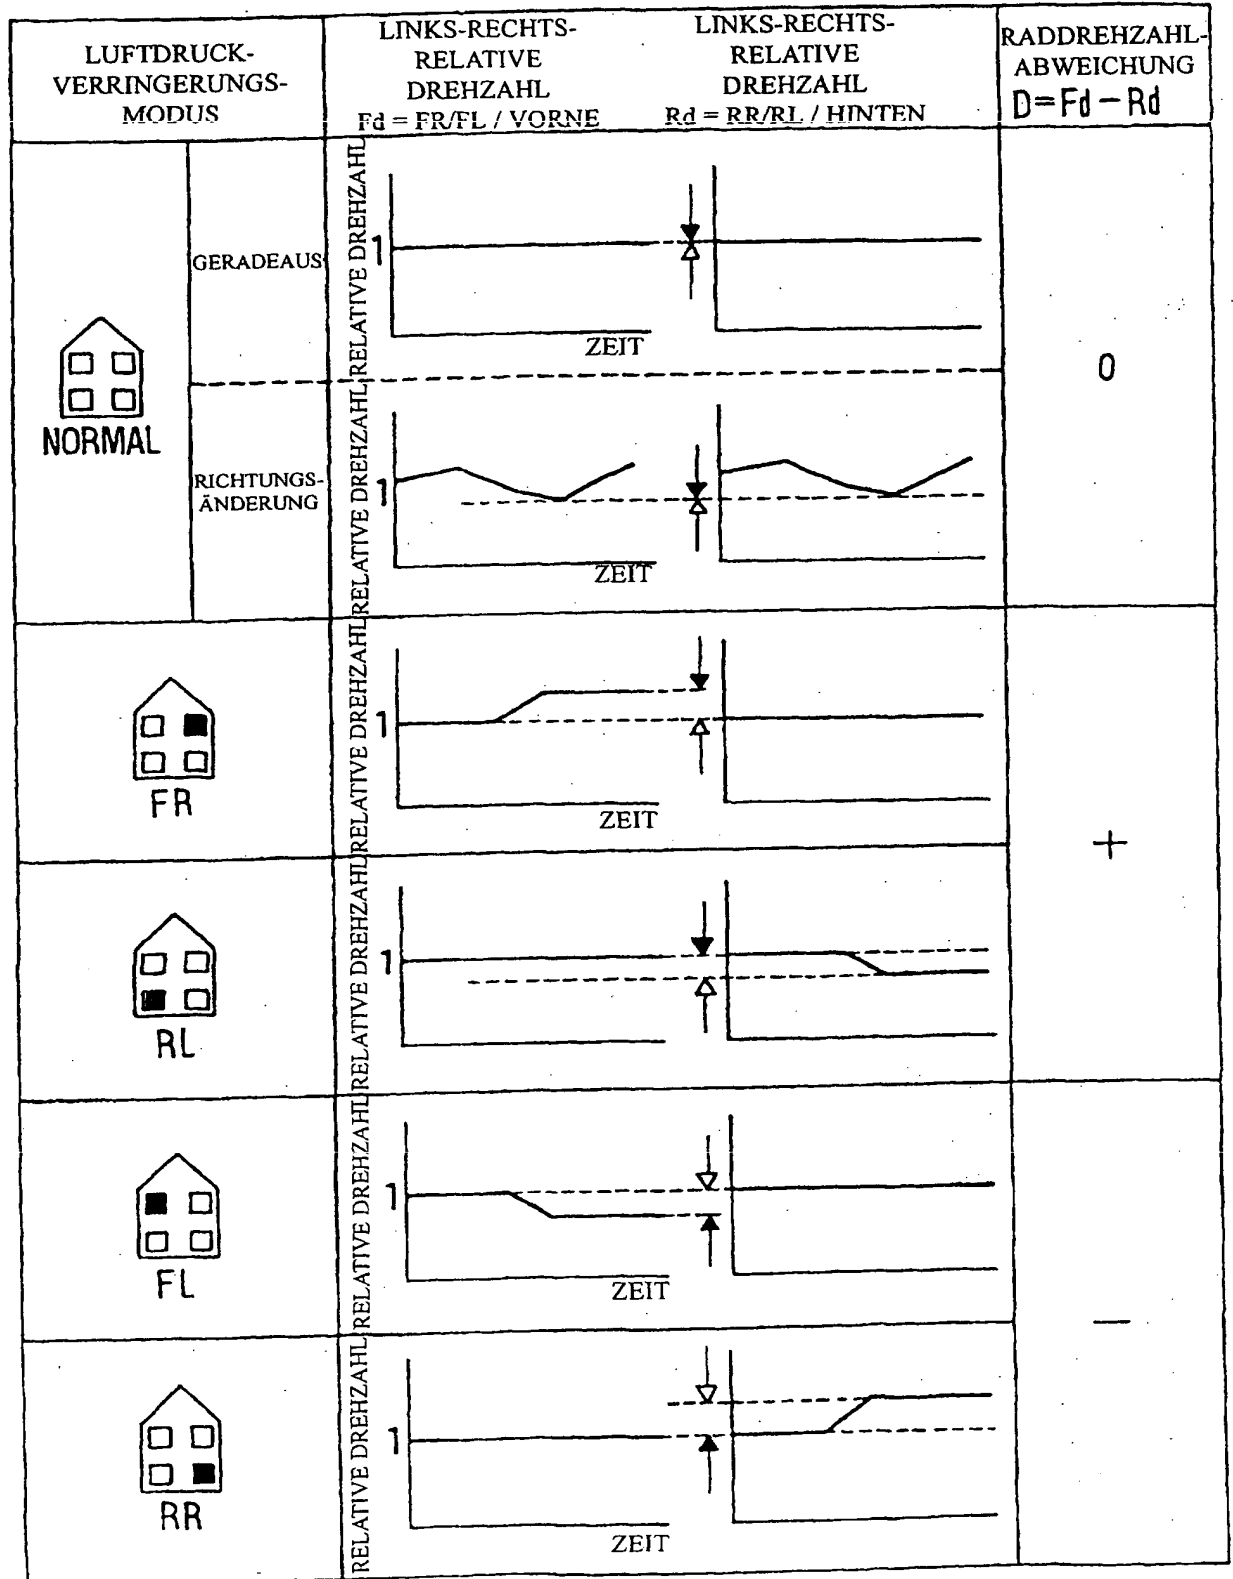 LUFTDRUCK-
VERRINGERUNGS-
MODUS
LINKS-RECHTS-
RELATIVE
DREHZAHL
Fd = FR/FL / VORNE
LINKS-RECHTS-
RELATIVE
DREHZAHL
Rd = RR/RL / HINTEN
RADDREHZAHL-
ABWEICHUNG
D=Fd-Rd
NORMAL
GERADEAUS
RELATIVE DREHZAHL
1
ZEIT
0
RICHTUNGS-
ÄNDERUNG
RELATIVE DREHZAHL
1
ZEIT
FR
RELATIVE DREHZAHL
1
ZEIT
+
RL
RELATIVE DREHZAHL
1
FL
RELATIVE DREHZAHL
1
ZEIT
—
RR
RELATIVE DREHZAHL
1
ZEIT